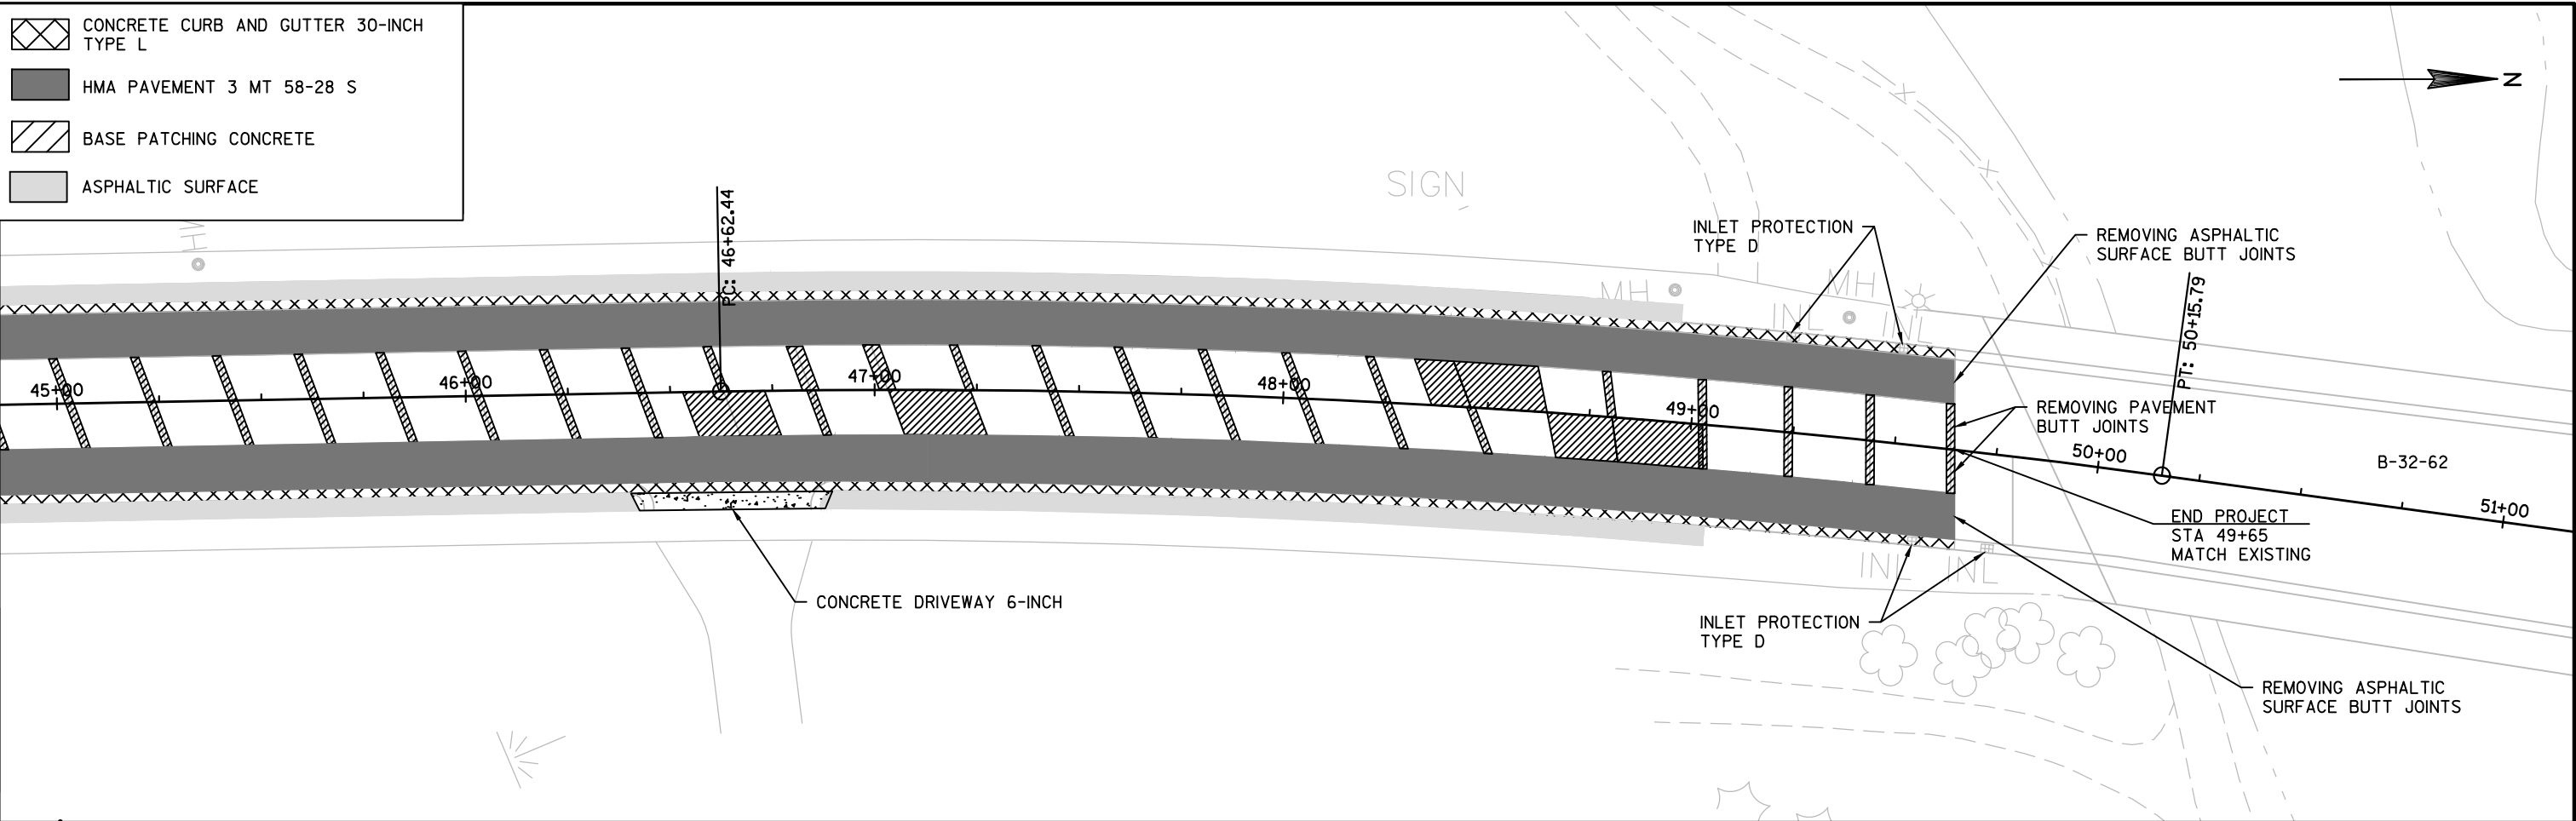 CONCRETE CURB AND GUTTER 30-INCH
TYPE L
HMA PAVEMENT 3 MT 58-28 S
BASE PATCHING CONCRETE
ASPHALTIC SURFACE
N
SIGN
PC: 46+62.44
INLET PROTECTION
TYPE D
REMOVING ASPHALTIC
SURFACE BUTT JOINTS
PT: 50+15.79
MH
MH
INL
INL
45+00
46+00
47+00
48+00
49+00
50+00
51+00
REMOVING PAVEMENT
BUTT JOINTS
B-32-62
END PROJECT
STA 49+65
MATCH EXISTING
INL
INL
CONCRETE DRIVEWAY 6-INCH
INLET PROTECTION
TYPE D
REMOVING ASPHALTIC
SURFACE BUTT JOINTS